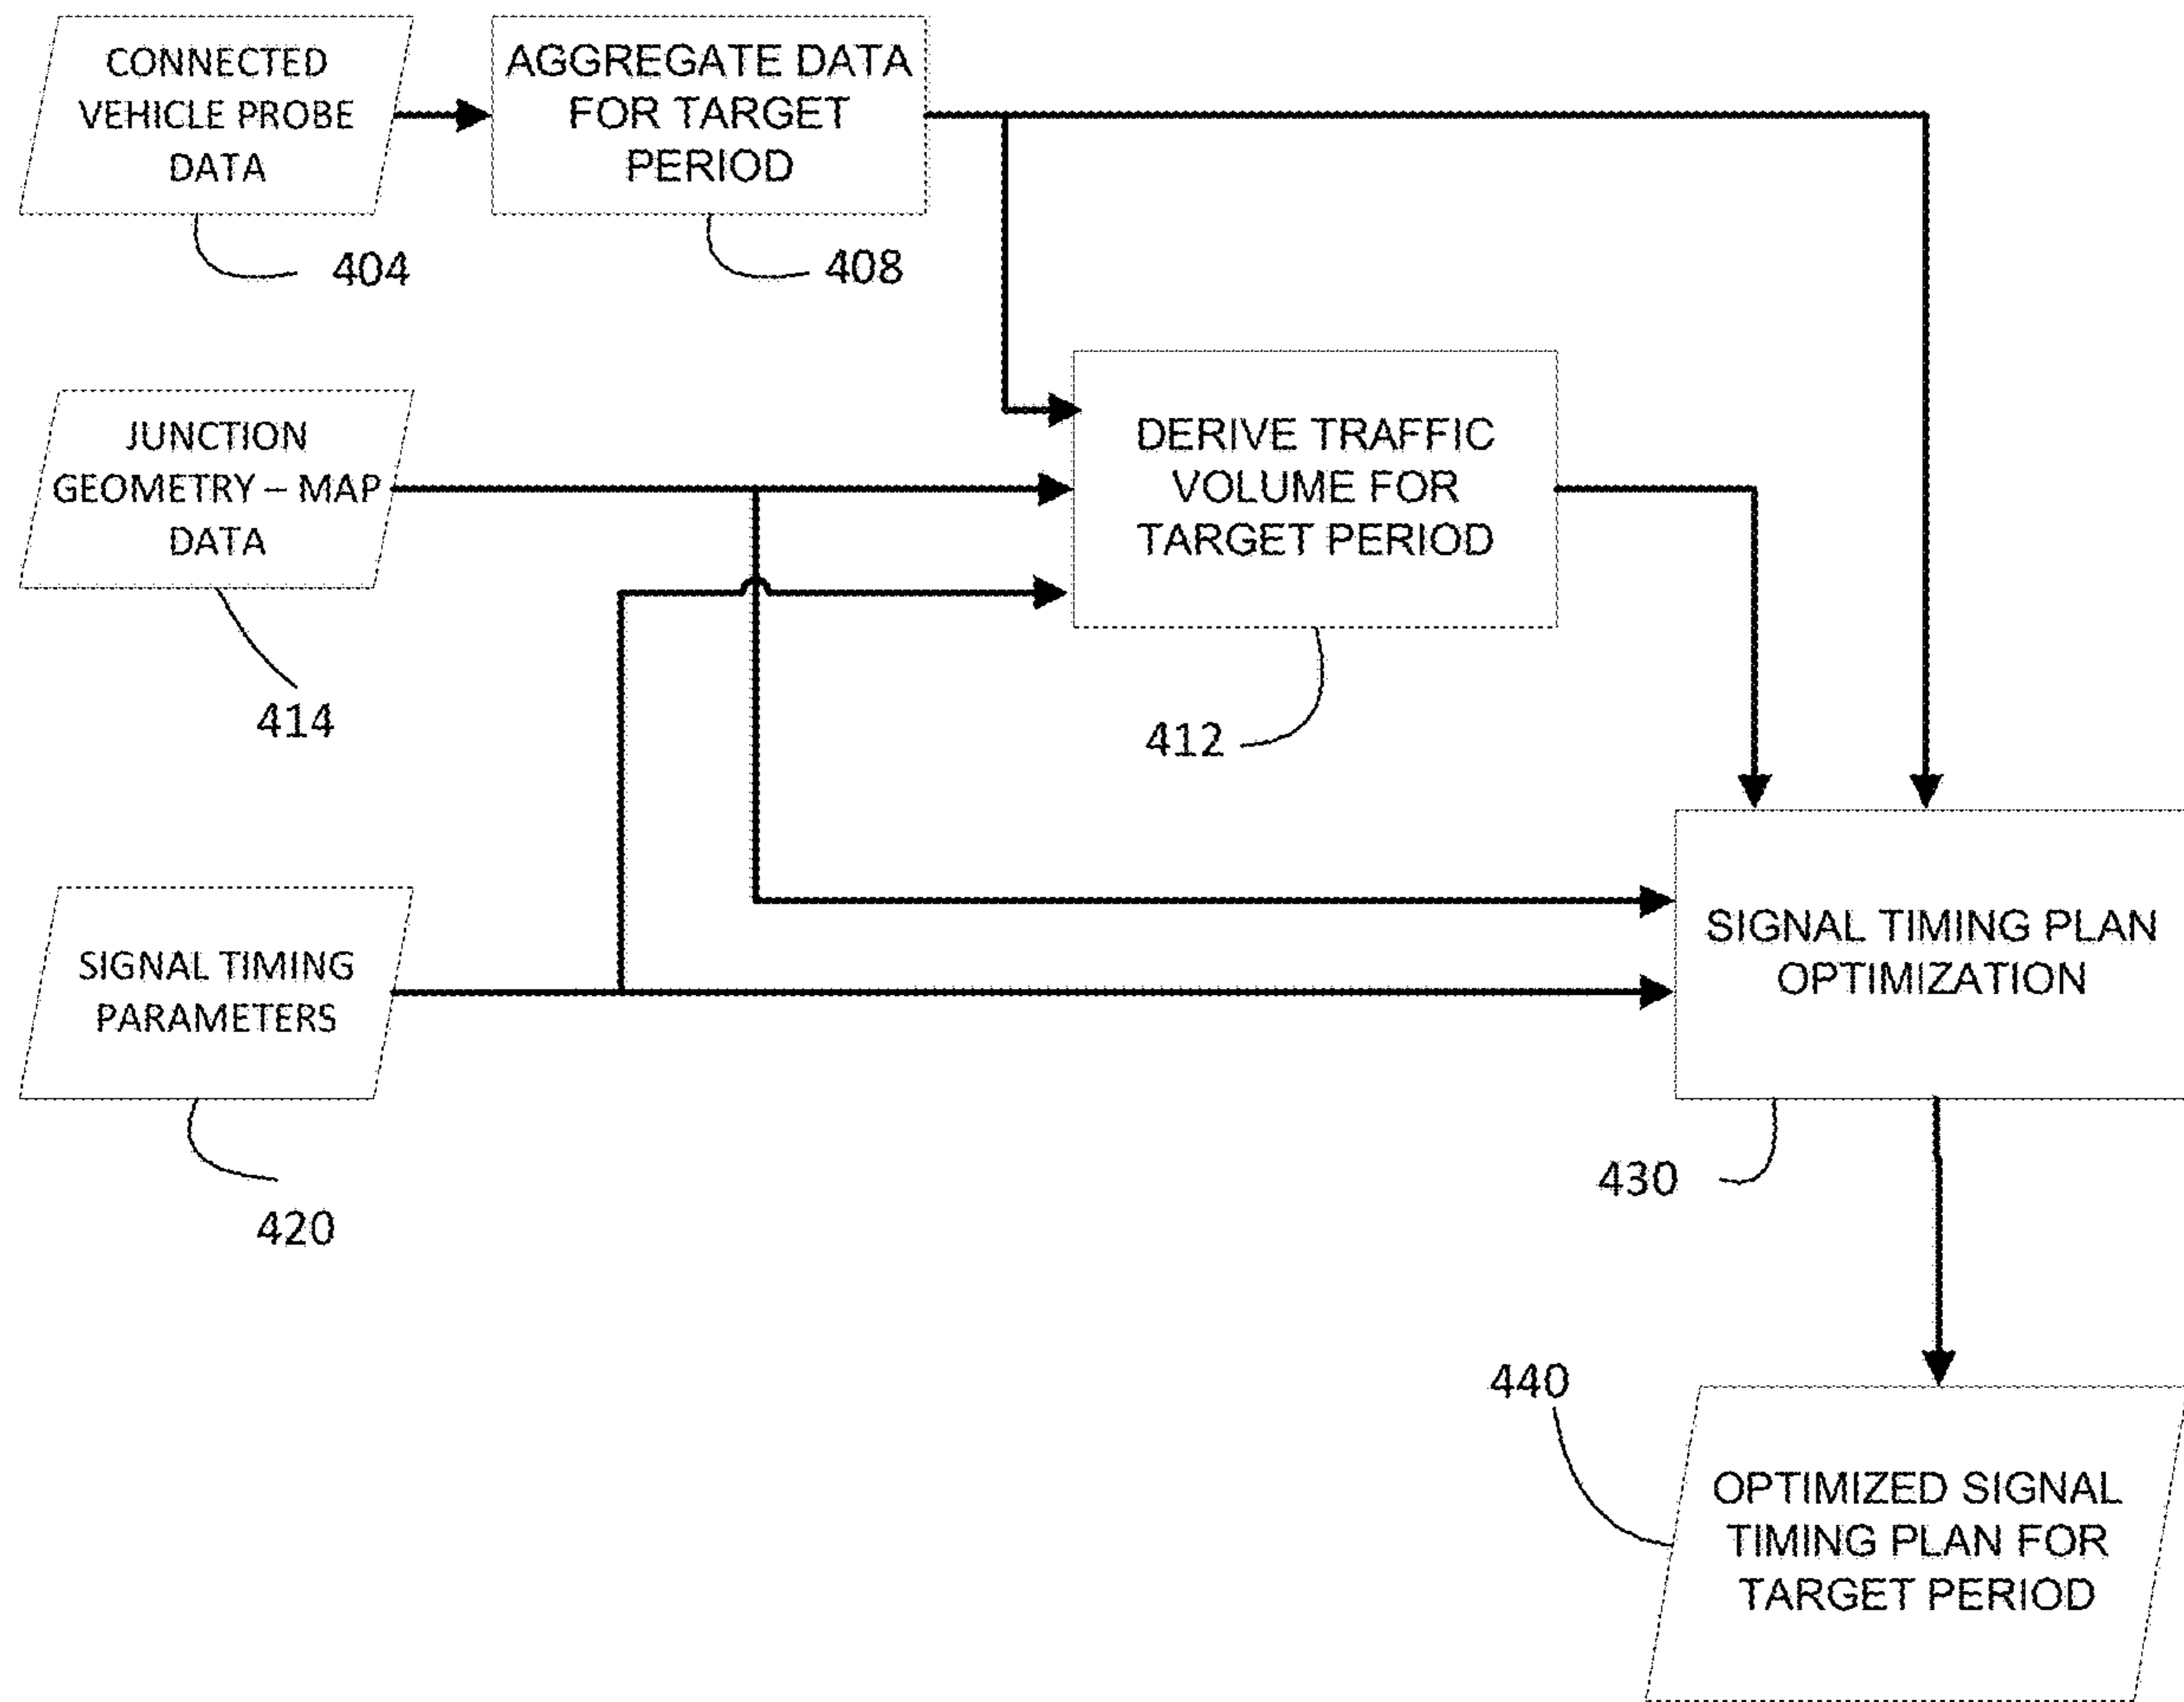 CONNECTED
VEHICLE PROBE
DATA
404
AGGREGATE DATA
FOR TARGET
PERIOD
408
JUNCTION
GEOMETRY – MAP
DATA
414
DERIVE TRAFFIC
VOLUME FOR
TARGET PERIOD
412
SIGNAL TIMING
PARAMETERS
420
SIGNAL TIMING PLAN
OPTIMIZATION
430
440
OPTIMIZED SIGNAL
TIMING PLAN FOR
TARGET PERIOD